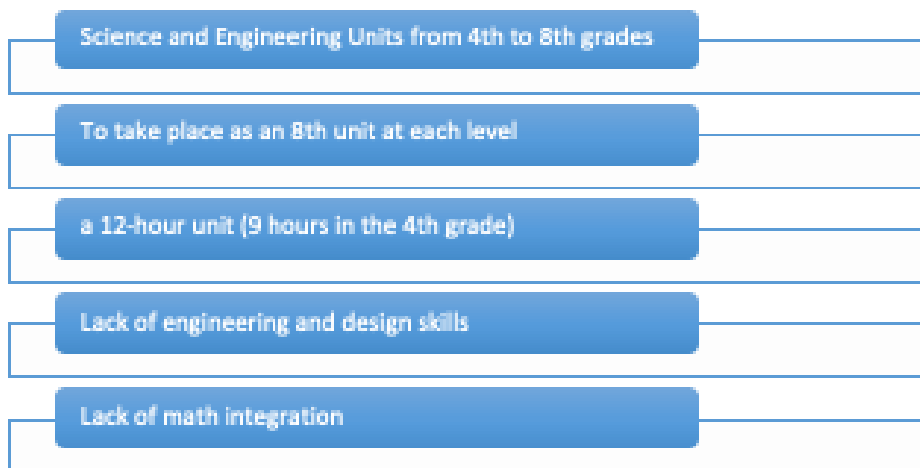 Science and Engineering Units from 4th to 8th grades
To take place as an 8th unit at each level
a 12-hour unit (9 hours in the 4th grade)
Lack of engineering and design skills
Lack of math integration